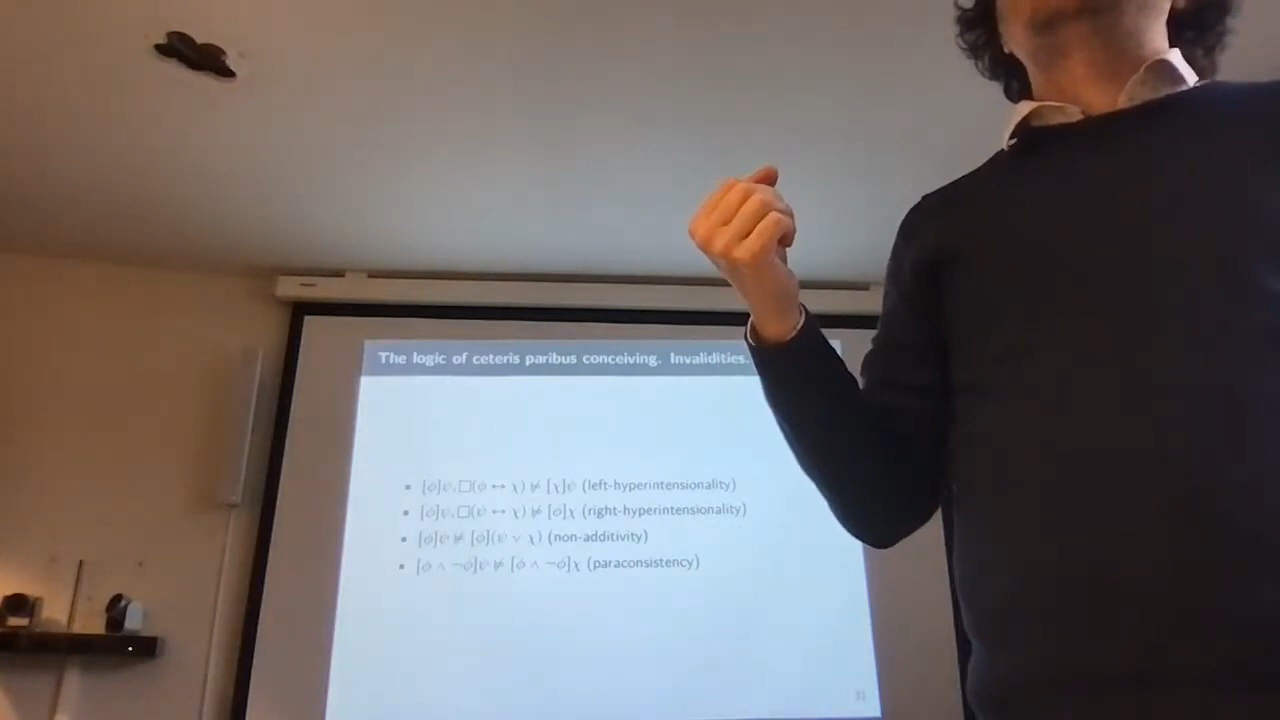 The logic of ceteris paribus conceiving. Invalidities.
• [ϕ]ψ, □(ϕ ↔ χ) ⊭ [χ]ψ (left-hyperintensionality)
• [ϕ]ψ, □(ψ ↔ χ) ⊭ [ϕ]χ (right-hyperintensionality)
• [ϕ]ψ ⊭ [ϕ](ψ ∨ χ) (non-additivity)
• [ϕ ∧ ¬ϕ]ψ ⊭ [ϕ ∧ ¬ϕ]χ (paraconsistency)